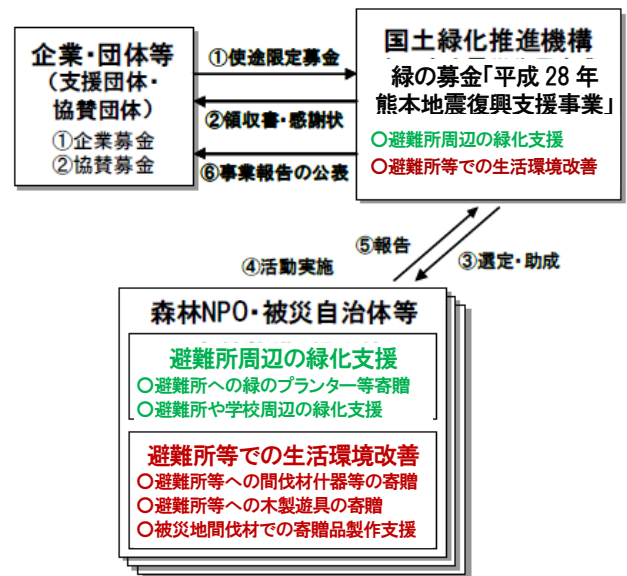 企業・団体等
（支援団体・
協賛団体）
①企業募金
②協賛募金
①使途限定募金
②領収書・感謝状
⑥事業報告の公表
国土緑化推進機構
緑の募金「平成 28 年
熊本地震復興支援事業」
○避難所周辺の緑化支援
○避難所等での生活環境改善
⑤報告
③選定・助成
④活動実施
森林NPO・被災自治体等
避難所周辺の緑化支援
○避難所への緑のプランター等寄贈
○避難所や学校周辺の緑化支援
避難所等での生活環境改善
○避難所等への間伐材什器等の寄贈
○避難所等への木製遊具の寄贈
○被災地間伐材での寄贈品製作支援